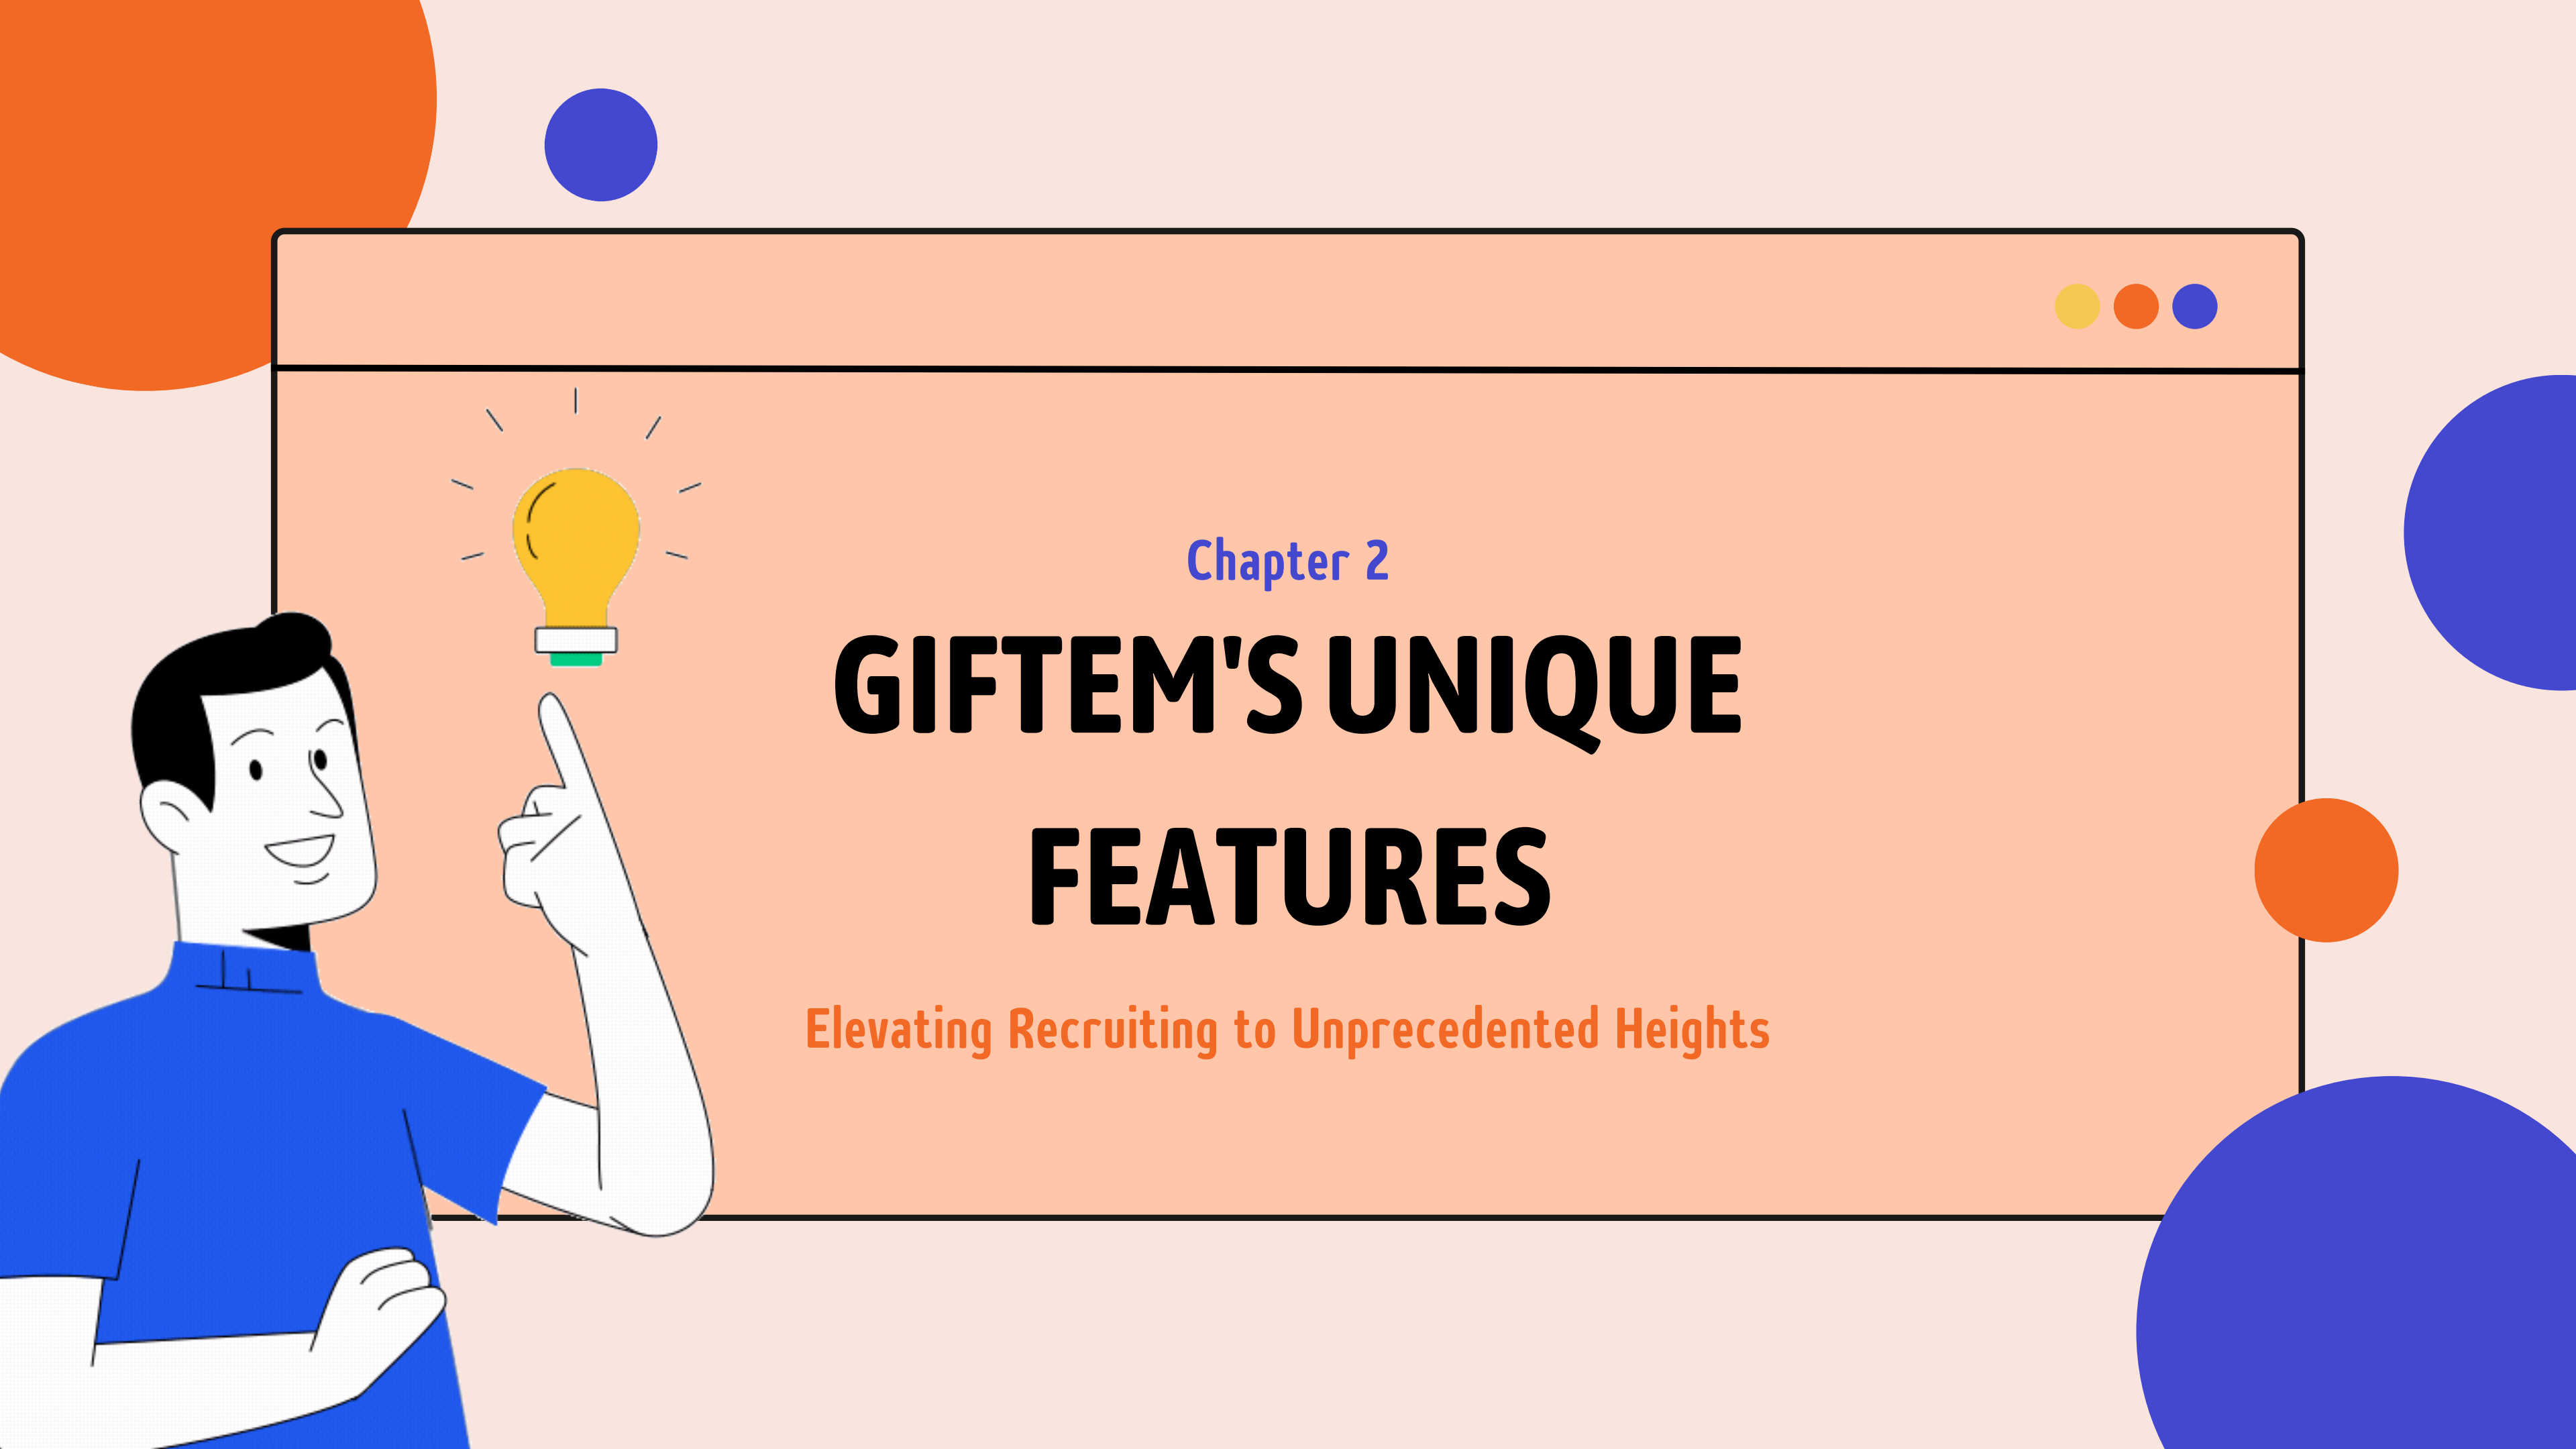 Chapter 2
GIFTEM'S UNIQUE
FEATURES
Elevating Recruiting to Unprecedented Heights